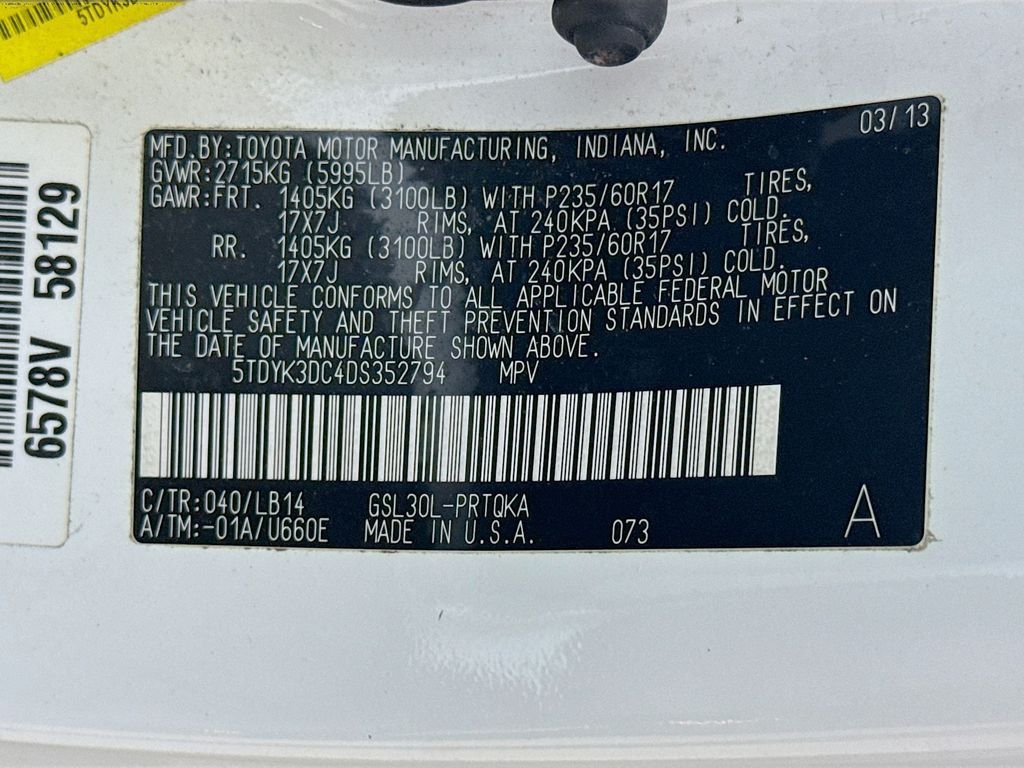 5TDYK3
6578V 58129
03/13
MFD.BY:TOYOTA MOTOR MANUFACTURING, INDIANA, INC.
GVWR:2715KG (5995LB)
GAWR:FRT. 1405KG (3100LB) WITH P235/60R17 TIRES,
17X7J RIMS, AT 240KPA (35PSI) COLD.
RR. 1405KG (3100LB) WITH P235/60R17 TIRES,
17X7J RIMS, AT 240KPA (35PSI) COLD.
THIS VEHICLE CONFORMS TO ALL APPLICABLE FEDERAL MOTOR
VEHICLE SAFETY AND THEFT PREVENTION STANDARDS IN EFFECT ON
THE DATE OF MANUFACTURE SHOWN ABOVE.
5TDYK3DC4DS352794 MPV
C/TR:040/LB14 GSL30L-PRTQKA
A/TM:-01A/U660E MADE IN U.S.A. 073 A